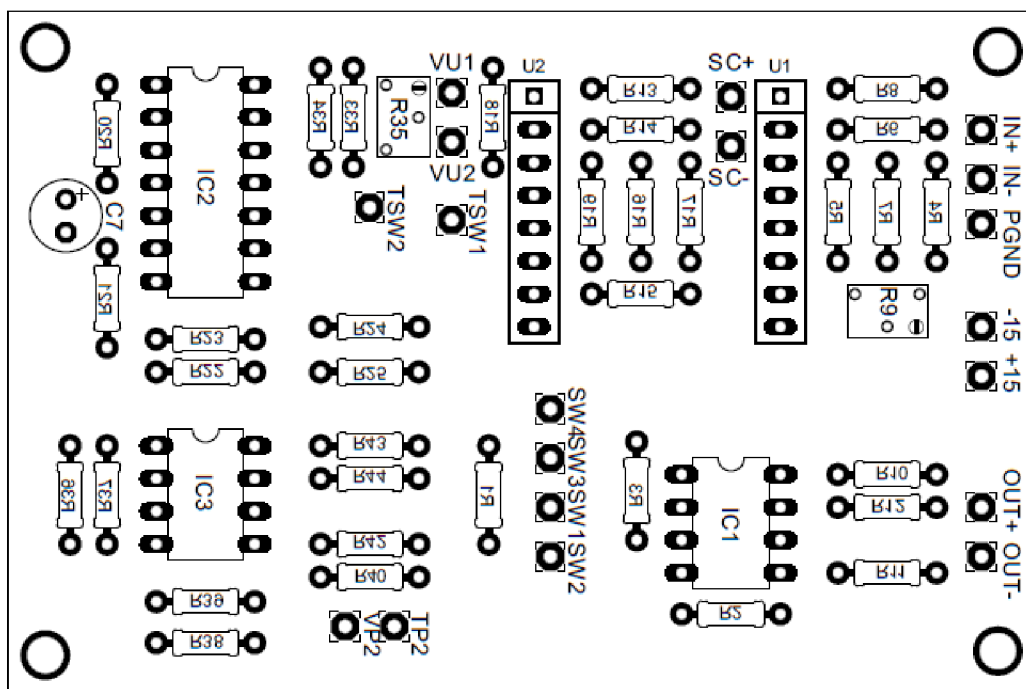 VU1
U2
SC+
U1
R13
R8
R20
R34
R33
R35
R18
R14
R6
IN+
VU2
SC-
IN-
IC2
TSW2
TSW1
R19
R16
R17
R5
R7
R4
PGND
C7
+
R21
R15
R9
-15
R23
R24
R22
R25
+15
SW4
SW3
SW1
SW2
R43
R44
R36
R37
IC3
R1
R3
IC1
R10
R12
OUT+
OUT-
R42
R40
R11
R39
R38
VP2
TP2
R2